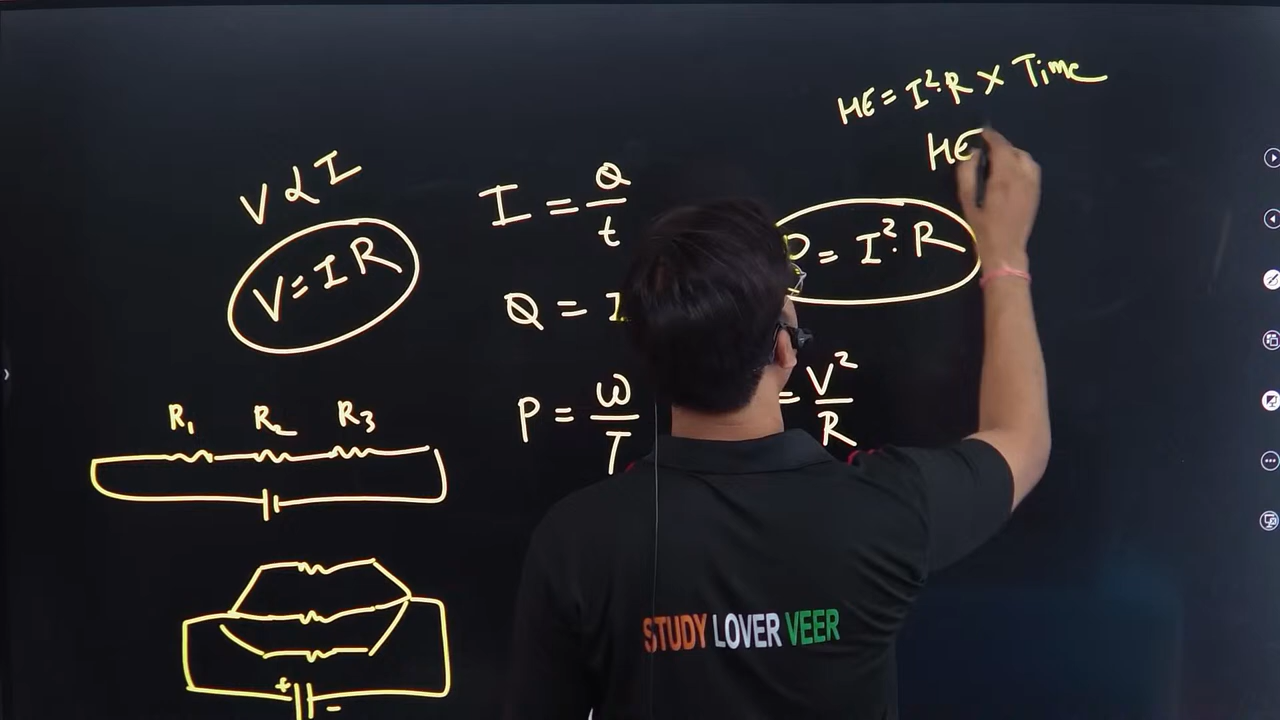 HE = I².R × Time
HE
V α I
V = IR
I = Q/t
Q = I
P = W/T
= I².R
= V²/R
R₁ R₂ R₃
+
-
STUDY LOVER VEER